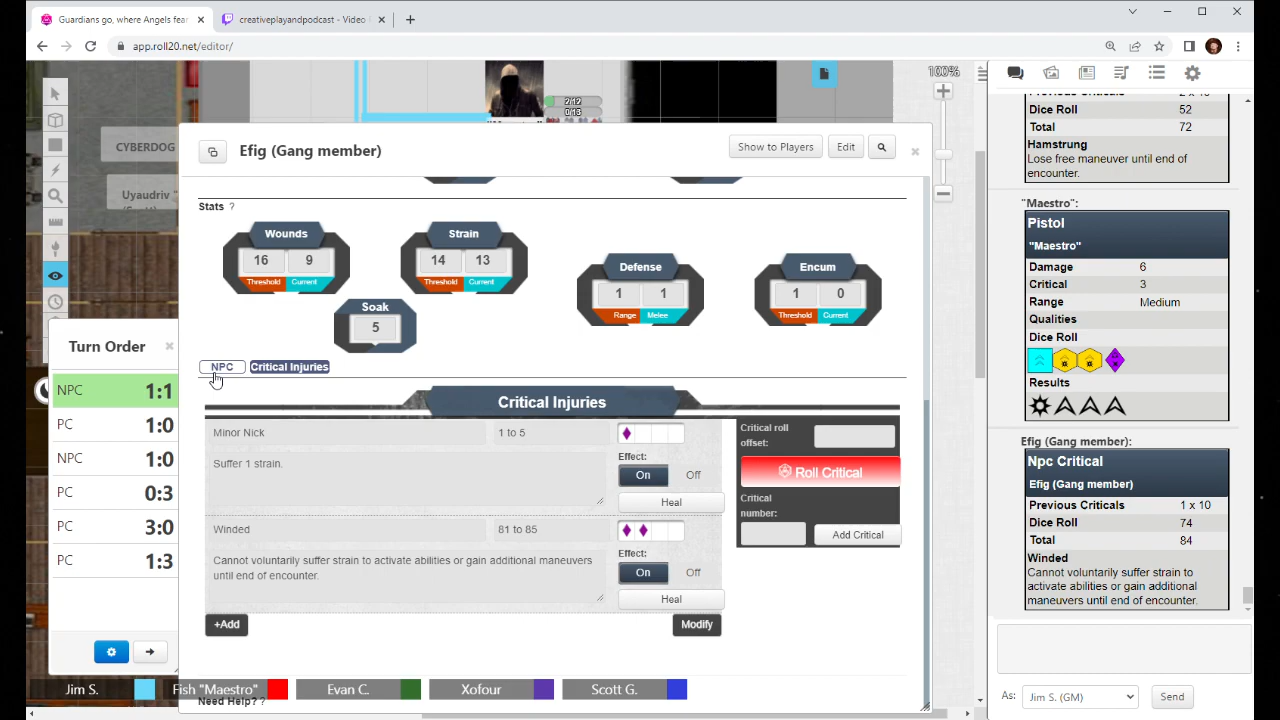 Guardians go, where Angels fear
creativeplayandpodcast - Video
app.roll20.net/editor/
100%
2/12
0/13
CYBERDOG
Uyaudriv "
Efig (Gang member)
Show to Players
Edit
Stats ?
Wounds
16 9
Threshold Current
Strain
14 13
Threshold Current
Defense
1 1
Range Melee
Encum
1 0
Threshold Current
Soak
5
NPC
Critical Injuries
Critical Injuries
Minor Nick
1 to 5
Suffer 1 strain.
Effect:
On Off
Heal
Winded
81 to 85
Cannot voluntarily suffer strain to activate abilities or gain additional maneuvers
until end of encounter.
Effect:
On Off
Heal
+Add
Modify
Critical roll
offset:
Roll Critical
Critical
number:
Add Critical
Need Help? ?
Turn Order
NPC 1:1
PC 1:0
NPC 1:0
PC 0:3
PC 3:0
PC 1:3
Jim S.
Fish "Maestro"
Evan C.
Xofour
Scott G.
Dice Roll 52
Total 72
Hamstrung
Lose free maneuver until end of
encounter.
"Maestro":
Pistol
"Maestro"
Damage 6
Critical 3
Range Medium
Qualities
Dice Roll
Results
Efig (Gang member):
Npc Critical
Efig (Gang member)
Previous Criticals 1 x 10
Dice Roll 74
Total 84
Winded
Cannot voluntarily suffer strain to
activate abilities or gain additional
maneuvers until end of encounter.
As:
Jim S. (GM)
Send